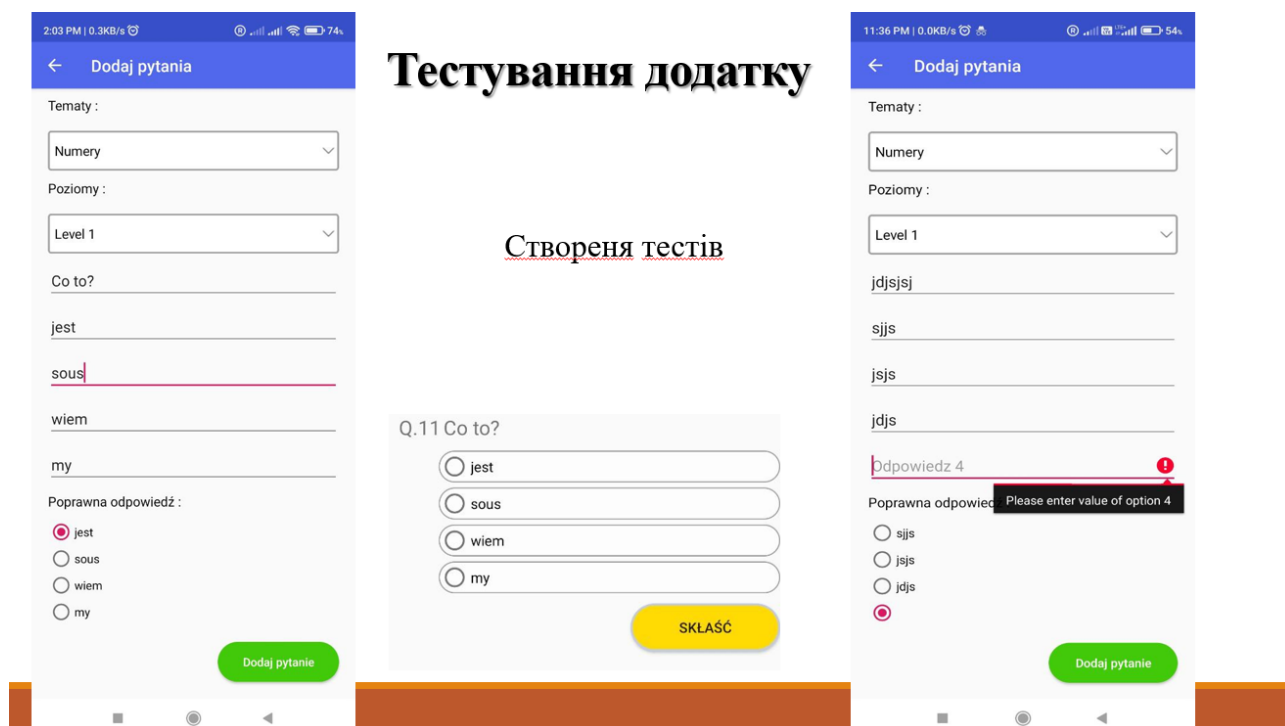 2:03 PM | 0.3KB/s
74%
Dodaj pytania
Tematy :
Numery
Poziomy :
Level 1
Co to?
jest
sous
wiem
my
Poprawna odpowiedź :
jest
sous
wiem
my
Dodaj pytanie
Тестування додатку
Створеня тестів
Q.11 Co to?
jest
sous
wiem
my
SKŁAŚĆ
11:36 PM | 0.0KB/s
54%
Dodaj pytania
Tematy :
Numery
Poziomy :
Level 1
jdjsjsj
sjjs
jsjs
jdjs
Odpowiedz 4
Please enter value of option 4
Poprawna odpowiedź
sjjs
jsjs
jdjs
Dodaj pytanie